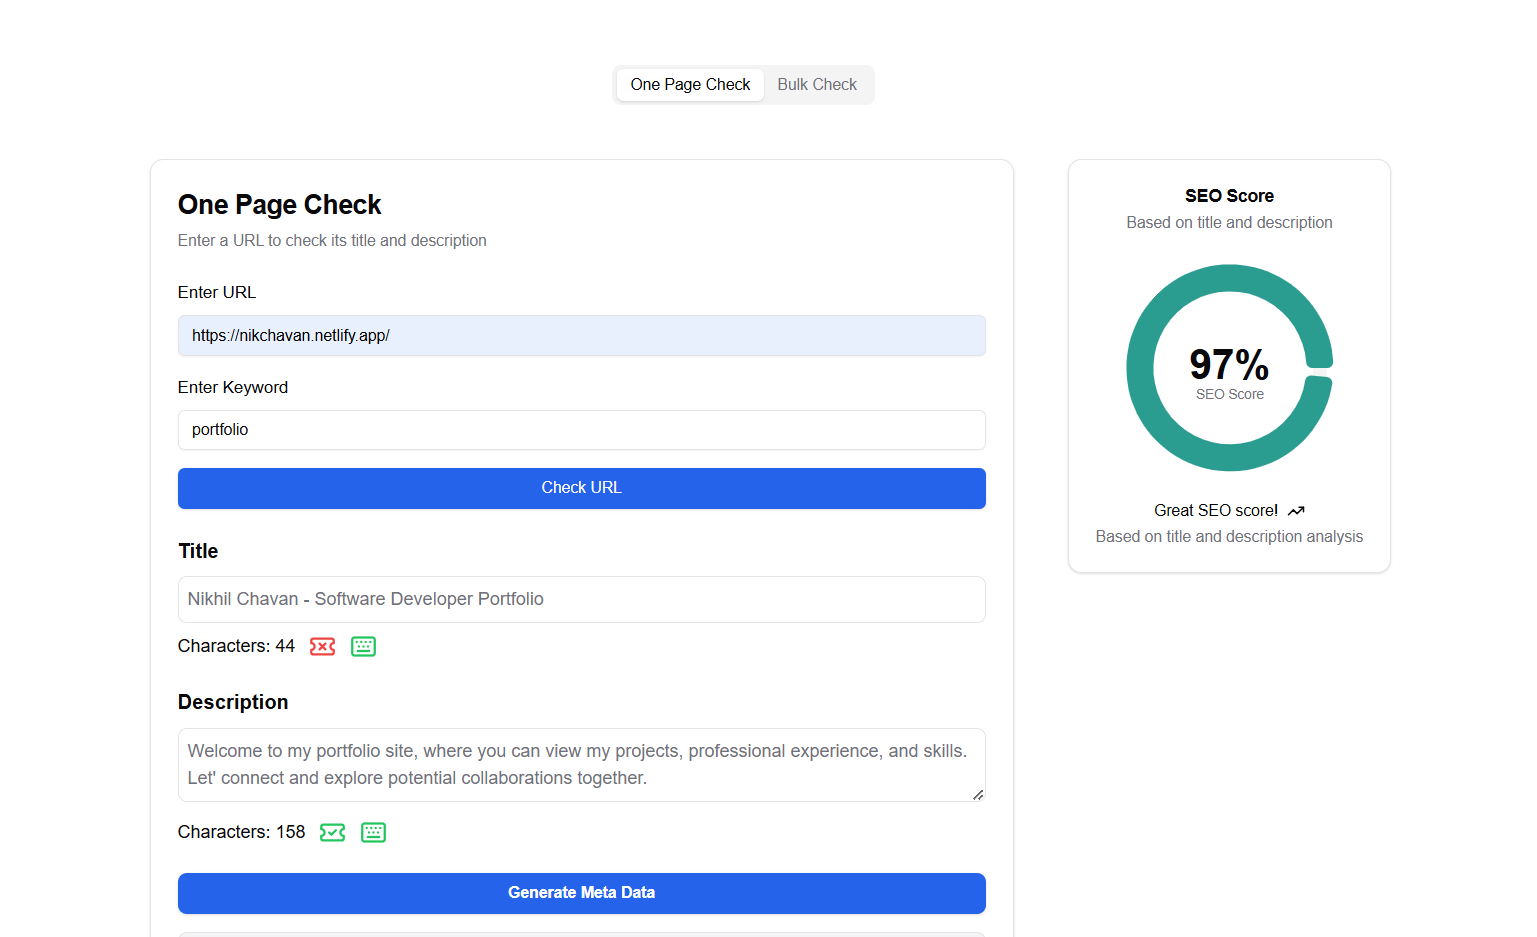 One Page Check
Bulk Check
One Page Check
Enter a URL to check its title and description
Enter URL
https://nikchavan.netlify.app/
Enter Keyword
portfolio
Check URL
Title
Nikhil Chavan - Software Developer Portfolio
Characters: 44
Description
Welcome to my portfolio site, where you can view my projects, professional experience, and skills.
Let' connect and explore potential collaborations together.
Characters: 158
Generate Meta Data
SEO Score
Based on title and description
97%
SEO Score
Great SEO score!
Based on title and description analysis